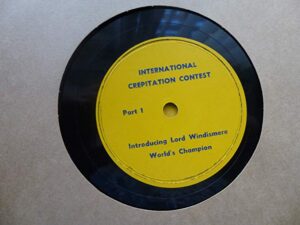 INTERNATIONAL
CREPITATION CONTEST
Part 1
Introducing Lord Windismere
World's Champion